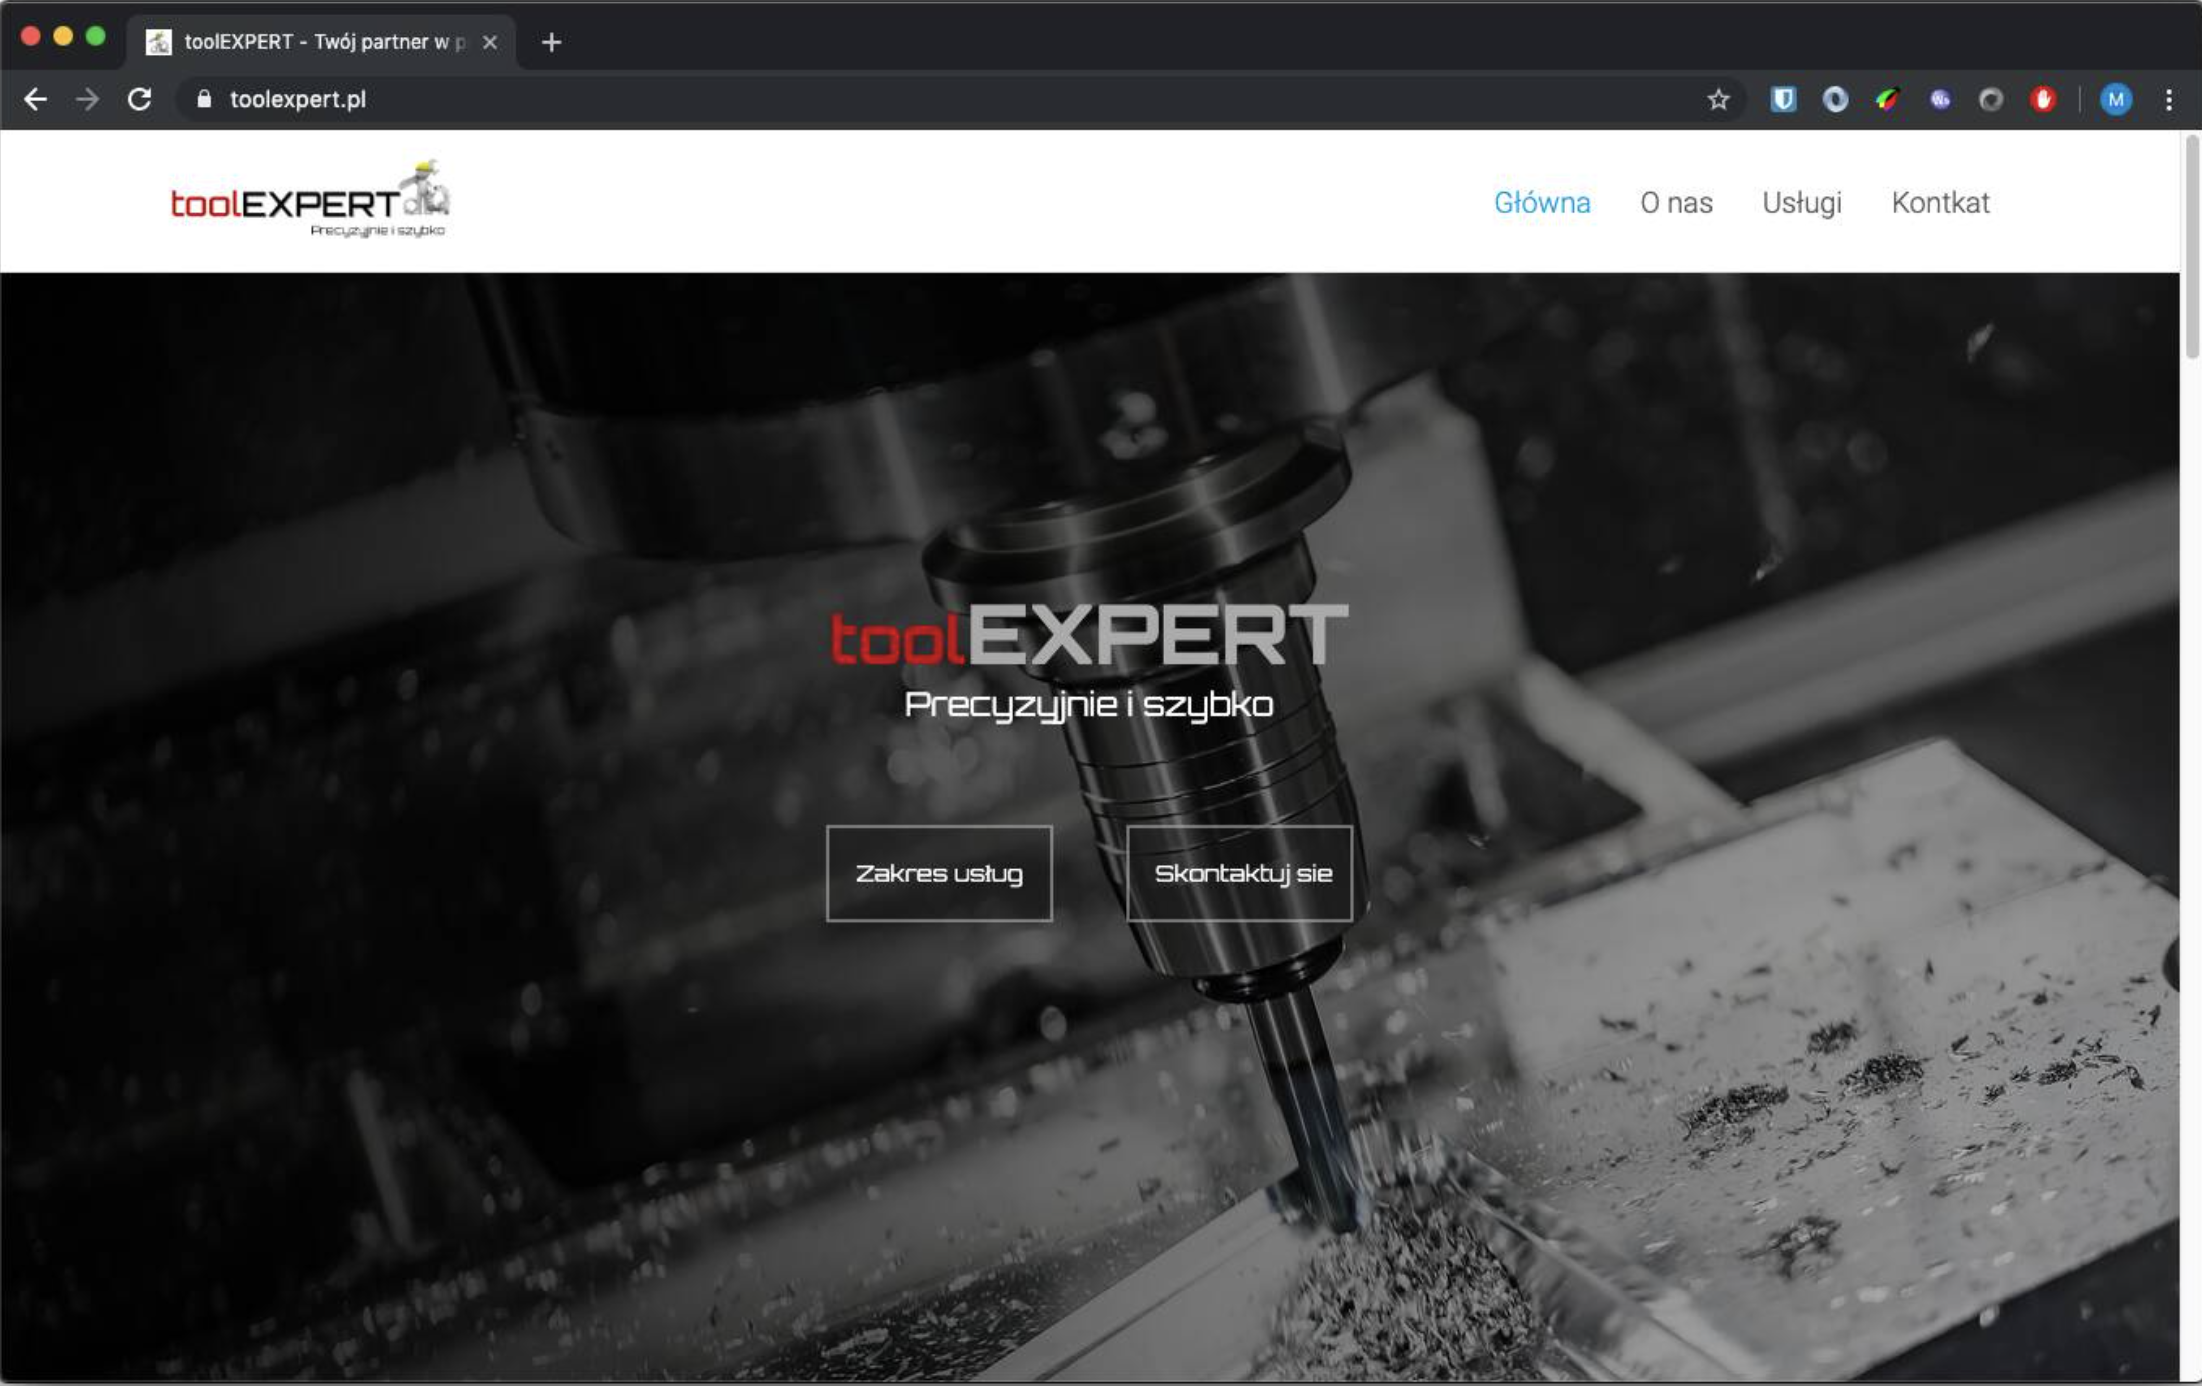 toolEXPERT - Twój partner w p
toolexpert.pl
M
toolEXPERT
Precyzyjnie i szybko
Główna O nas Usługi Kontkat
toolEXPERT
Precyzyjnie i szybko
Zakres usług Skontaktuj sie